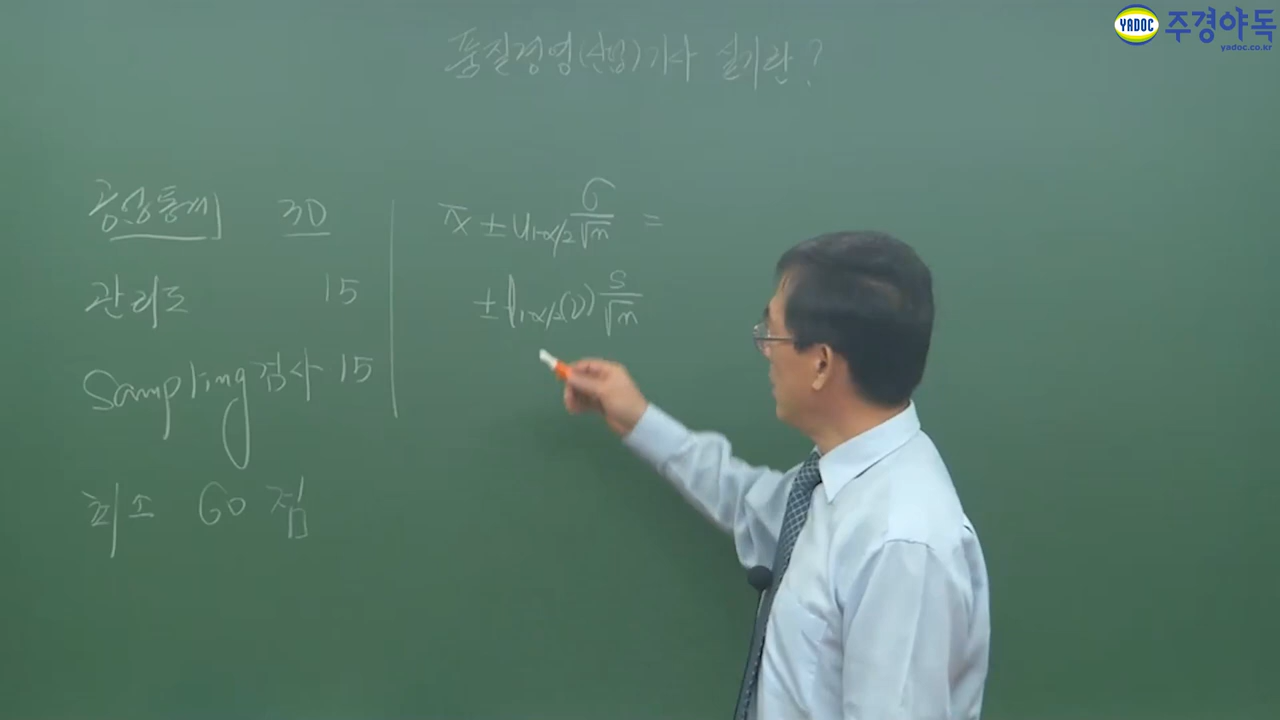 YADOC 주경야독
yadoc.co.kr
품질경영(산업)기사 실기란?
공업통계 30
관리도 15
Sampling검사 15
최소 60점
x̄ ± u₁₋α/₂ σ/√n =
± t₁₋α/₂(ν) s/√n